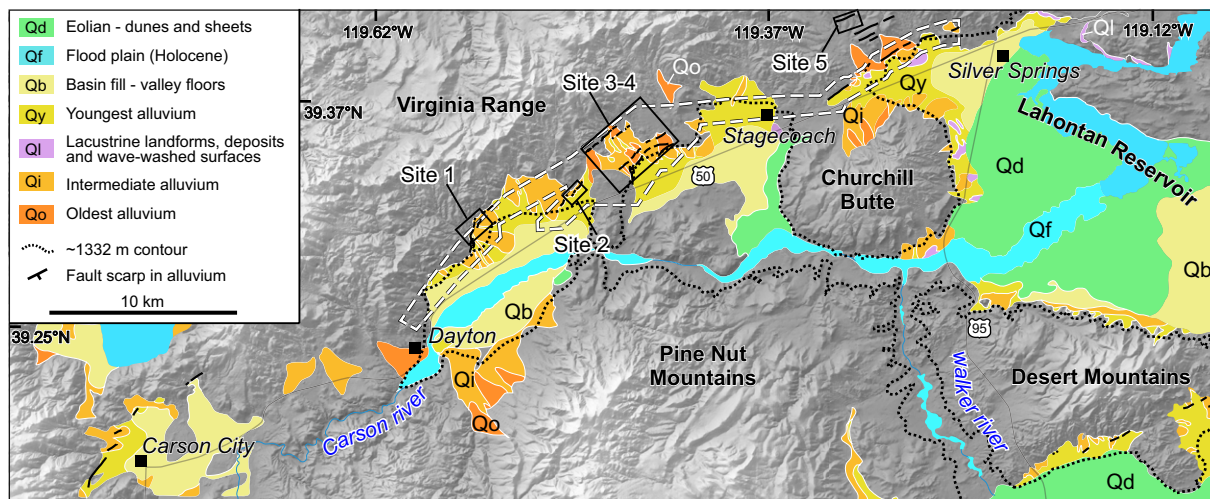 Qd Eolian - dunes and sheets
Qf Flood plain (Holocene)
Qb Basin fill - valley floors
Qy Youngest alluvium
Ql Lacustrine landforms, deposits
and wave-washed surfaces
Qi Intermediate alluvium
Qo Oldest alluvium
~1332 m contour
Fault scarp in alluvium
10 km
119.62°W
119.37°W
119.12°W
39.37°N
39.25°N
Virginia Range
Site 3-4
Qo
Site 5
Ql
Silver Springs
Qy
Qi
Stagecoach
Lahontan Reservoir
Site 1
50
Churchill
Butte
Qd
Site 2
Qf
Qb
Qb
Dayton
95
Pine Nut
Mountains
Qi
walker river
Desert Mountains
Carson river
Qo
Carson City
Qd